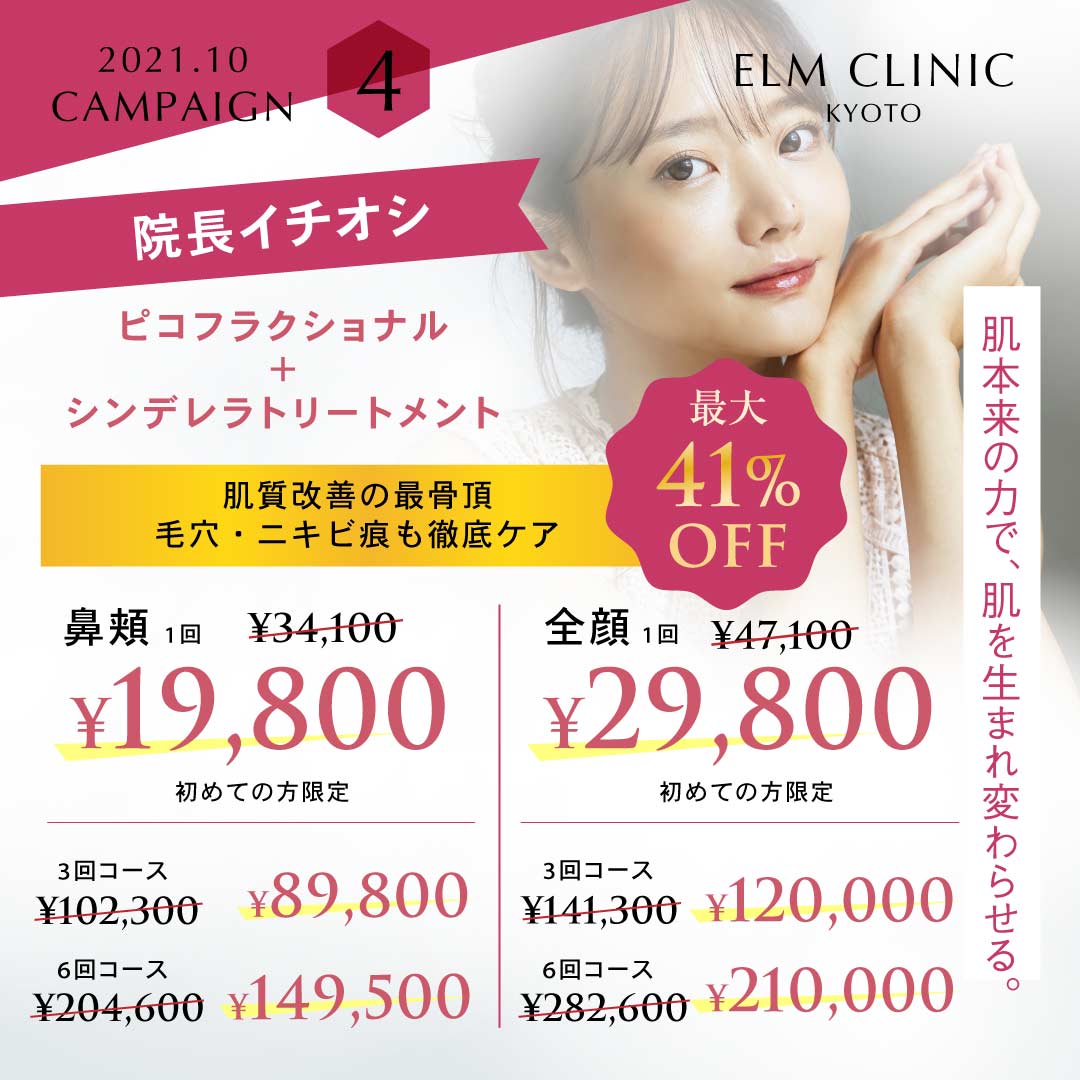 2021.10
CAMPAIGN
4
ELM CLINIC
KYOTO
院長イチオシ
ピコフラクショナル
+
シンデレラトリートメント
肌質改善の最骨頂
毛穴・ニキビ痕も徹底ケア
最大
41%
OFF
肌本来の力で、肌を生まれ変わらせる。
鼻頬 1回 ¥34,100
¥19,800
初めての方限定
3回コース
¥102,300 ¥89,800
6回コース
¥204,600 ¥149,500
全顔 1回 ¥47,100
¥29,800
初めての方限定
3回コース
¥141,300 ¥120,000
6回コース
¥282,600 ¥210,000